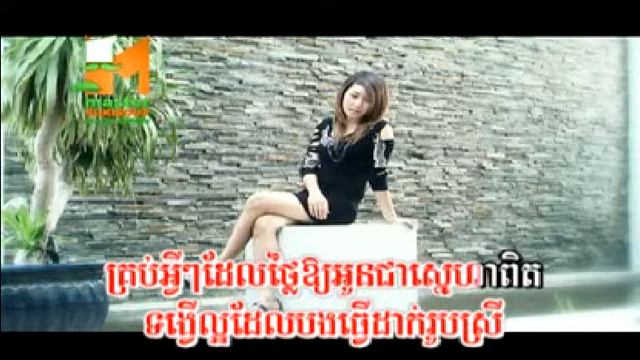 គ្រប់អ្វីៗដែលថ្លៃឱ្យអូនជាស្នេហាពិត
ទង្វើល្អដែលបងធ្វើដាក់រូបស្រី